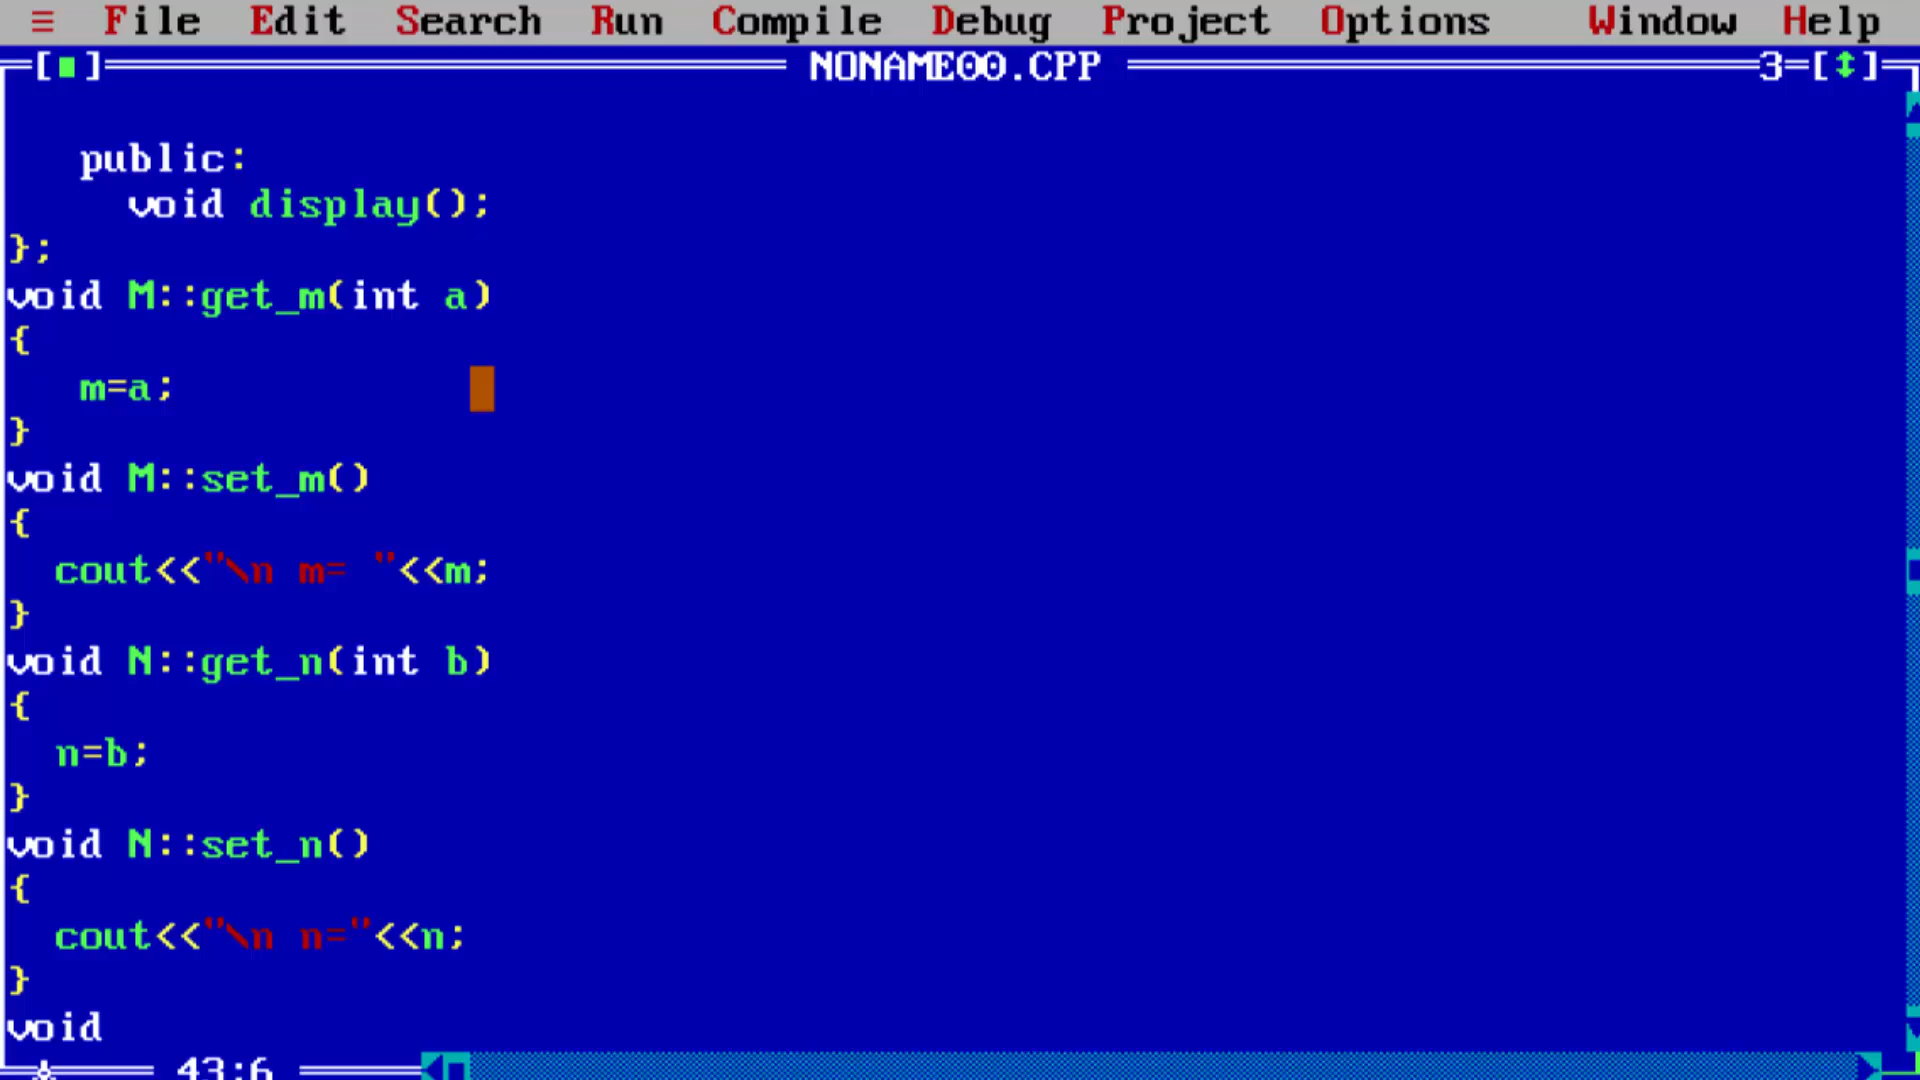 ≡ File Edit Search Run Compile Debug Project Options Window Help
[■] NONAME00.CPP 3=[↕]
public:
void display();
};
void M::get_m(int a)
{
m=a;
}
void M::set_m()
{
cout<<"\n m= "<<m;
}
void N::get_n(int b)
{
n=b;
}
void N::set_n()
{
cout<<"\n n="<<n;
}
void
43:6